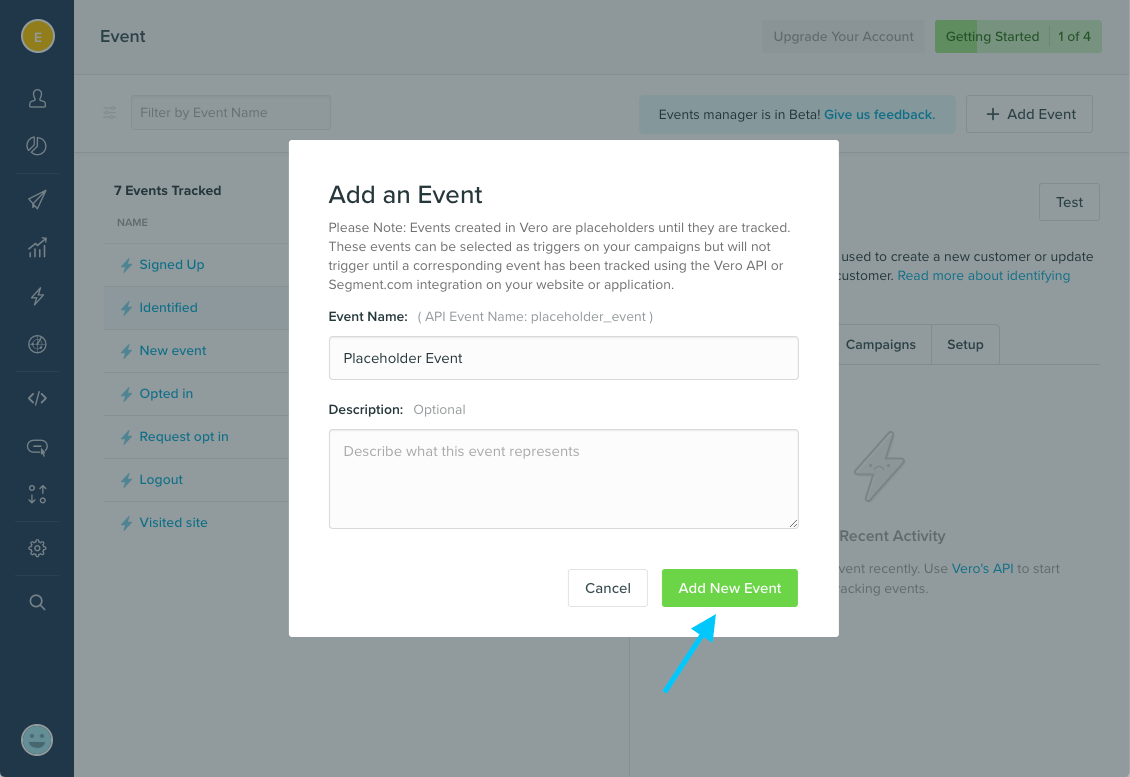 E
Event
Upgrade Your Account
Getting Started 1 of 4
Filter by Event Name
Events manager is in Beta! Give us feedback.
+ Add Event
7 Events Tracked
NAME
Signed Up
Identified
New event
Opted in
Request opt in
Logout
Visited site
Add an Event
Please Note: Events created in Vero are placeholders until they are tracked.
These events can be selected as triggers on your campaigns but will not
trigger until a corresponding event has been tracked using the Vero API or
Segment.com integration on your website or application.
Event Name: ( API Event Name: placeholder_event )
Placeholder Event
Description: Optional
Describe what this event represents
Cancel
Add New Event
Test
used to create a new customer or update
customer. Read more about identifying
Campaigns
Setup
Recent Activity
recently. Use Vero's API to start
events.